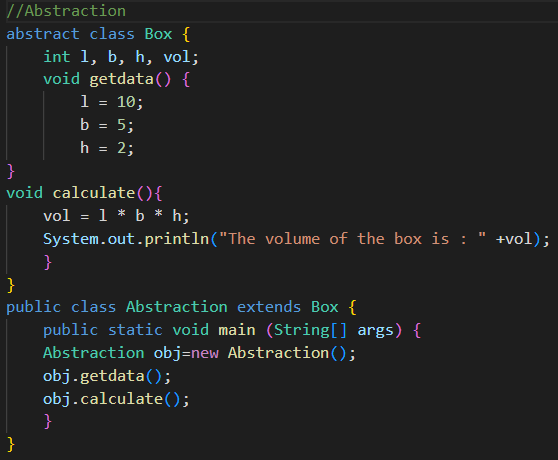 //Abstraction
abstract class Box {
    int l, b, h, vol;
    void getdata() {
        l = 10;
        b = 5;
        h = 2;
}
void calculate(){
    vol = l * b * h;
    System.out.println("The volume of the box is : " +vol);
    }
}
public class Abstraction extends Box {
    public static void main (String[] args) {
    Abstraction obj=new Abstraction();
    obj.getdata();
    obj.calculate();
    }
}